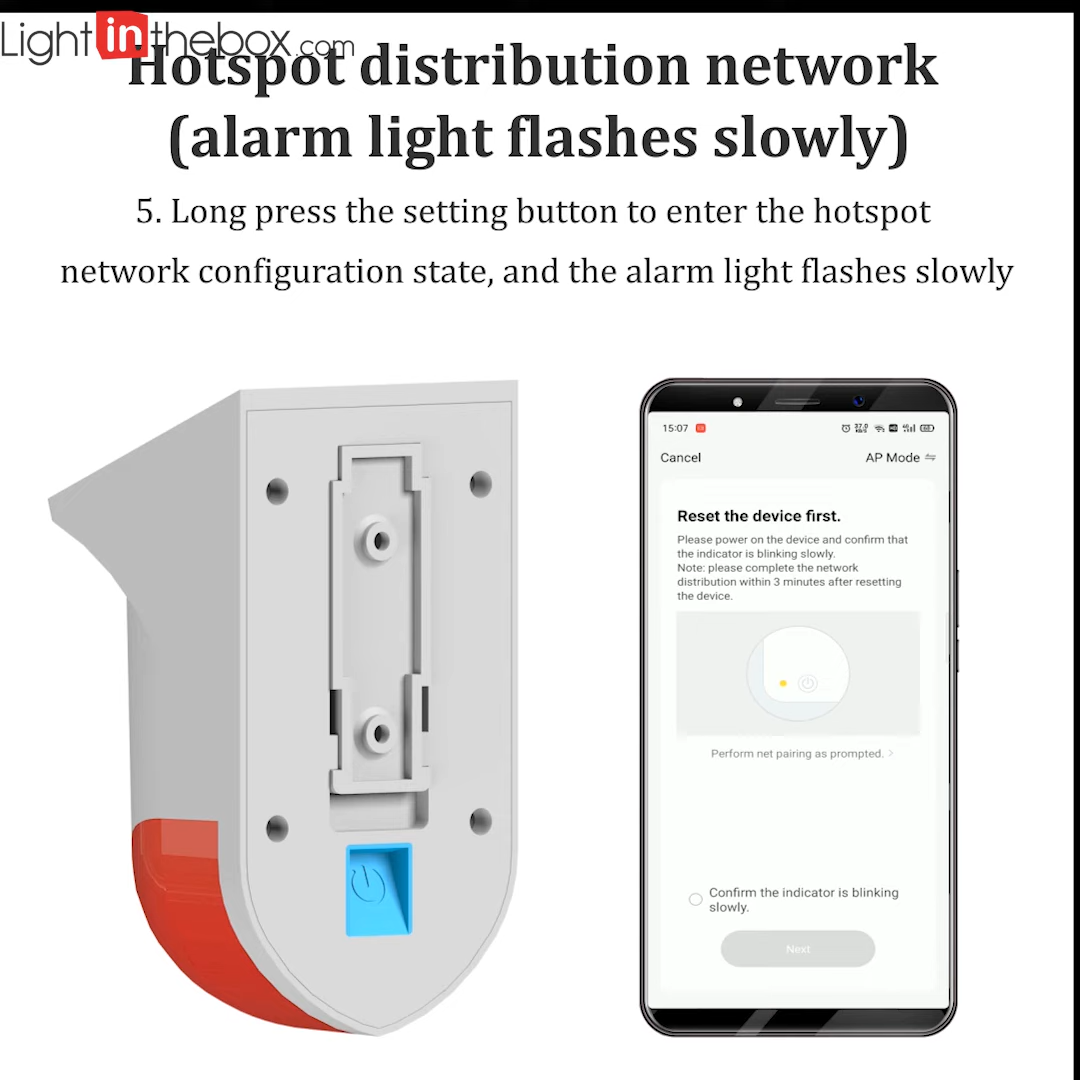 Lightinthebox.com
Hotspot distribution network
(alarm light flashes slowly)
5. Long press the setting button to enter the hotspot
network configuration state, and the alarm light flashes slowly
15:07
Cancel
AP Mode
Reset the device first.
Please power on the device and confirm that
the indicator is blinking slowly.
Note: please complete the network
distribution within 3 minutes after resetting
the device.
Perform net pairing as prompted.
Confirm the indicator is blinking
slowly.
Next